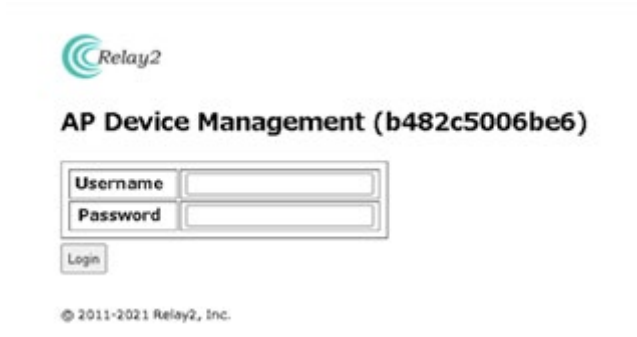 Relay2
AP Device Management (b482c5006be6)
Username
Password
Login
© 2011-2021 Relay2, Inc.